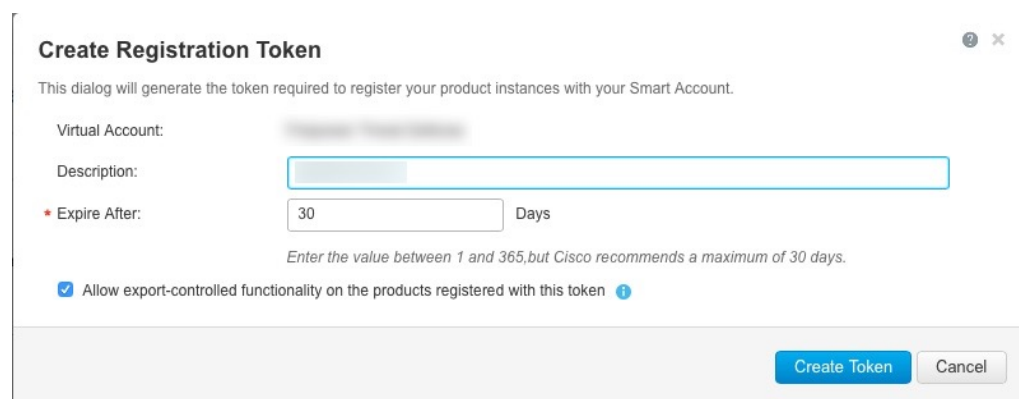 Create Registration Token
This dialog will generate the token required to register your product instances with your Smart Account.
Virtual Account:
Description:
* Expire After: 30 Days
Enter the value between 1 and 365,but Cisco recommends a maximum of 30 days.
Allow export-controlled functionality on the products registered with this token
Create Token Cancel